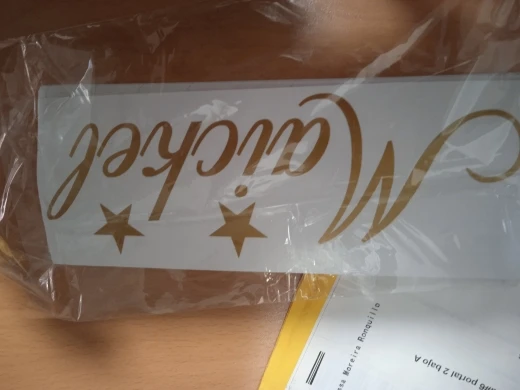 Maichel
Moreira Ronquillo
portal 2 bajo A